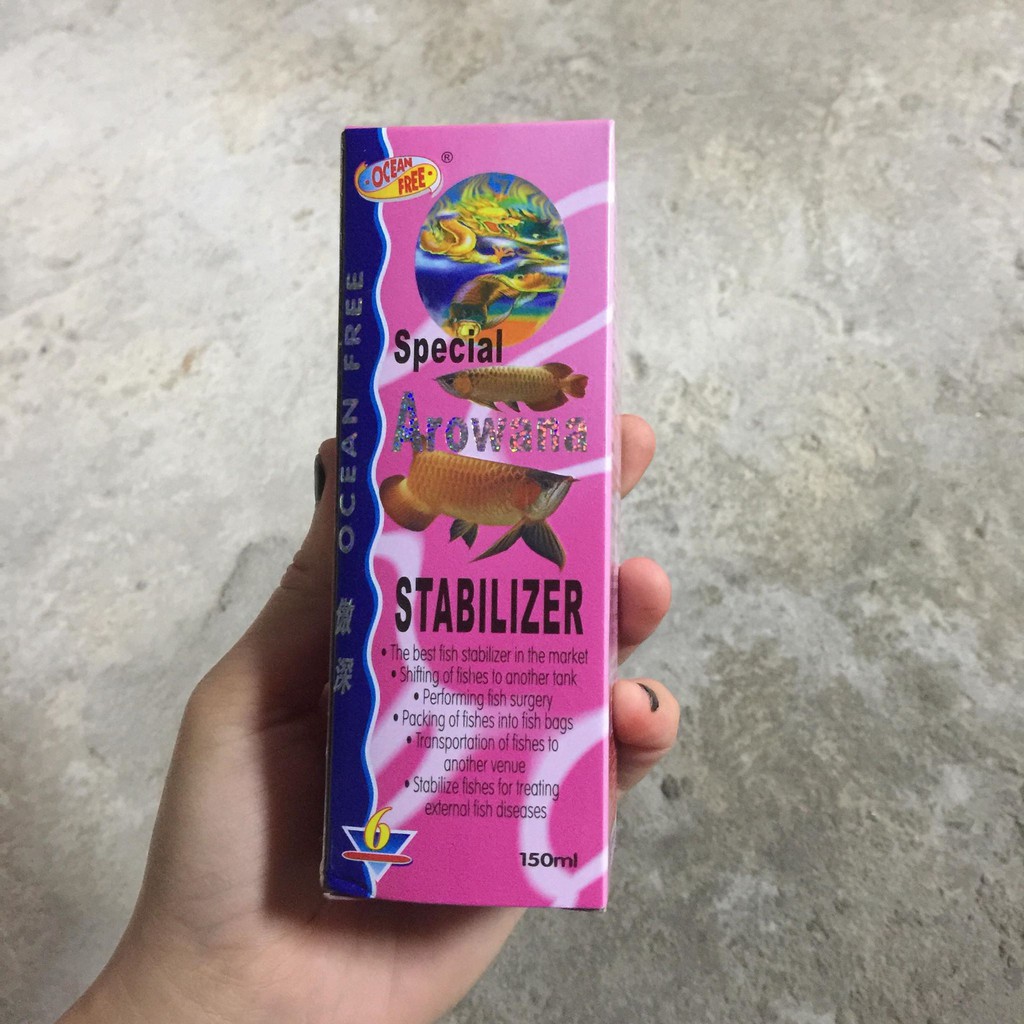 OCEAN
FREE
®
OCEAN FREE
傲深
Special
Arowana
STABILIZER
• The best fish stabilizer in the market
• Shifting of fishes to another tank
• Performing fish surgery
• Packing of fishes into fish bags
• Transportation of fishes to
another venue
• Stabilize fishes for treating
external fish diseases
6
150ml